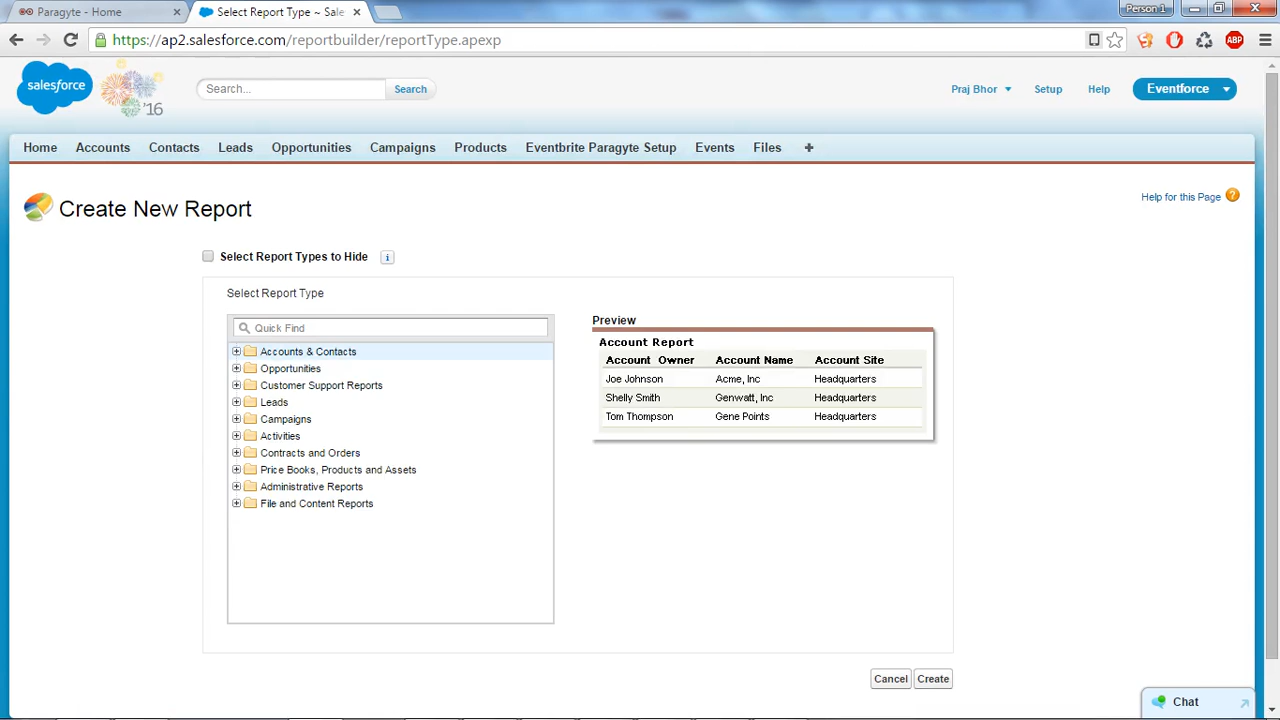 Paragyte - Home
Select Report Type ~ Sale
Person 1
https://ap2.salesforce.com/reportbuilder/reportType.apexp
ABP
salesforce
'16
Search...
Search
Praj Bhor
Setup
Help
Eventforce
Home
Accounts
Contacts
Leads
Opportunities
Campaigns
Products
Eventbrite Paragyte Setup
Events
Files
Create New Report
Help for this Page
Select Report Types to Hide
Select Report Type
Quick Find
Accounts & Contacts
Opportunities
Customer Support Reports
Leads
Campaigns
Activities
Contracts and Orders
Price Books, Products and Assets
Administrative Reports
File and Content Reports
Preview
Account Report
Account Owner Account Name Account Site
Joe Johnson Acme, Inc Headquarters
Shelly Smith Genwatt, Inc Headquarters
Tom Thompson Gene Points Headquarters
Cancel
Create
Chat